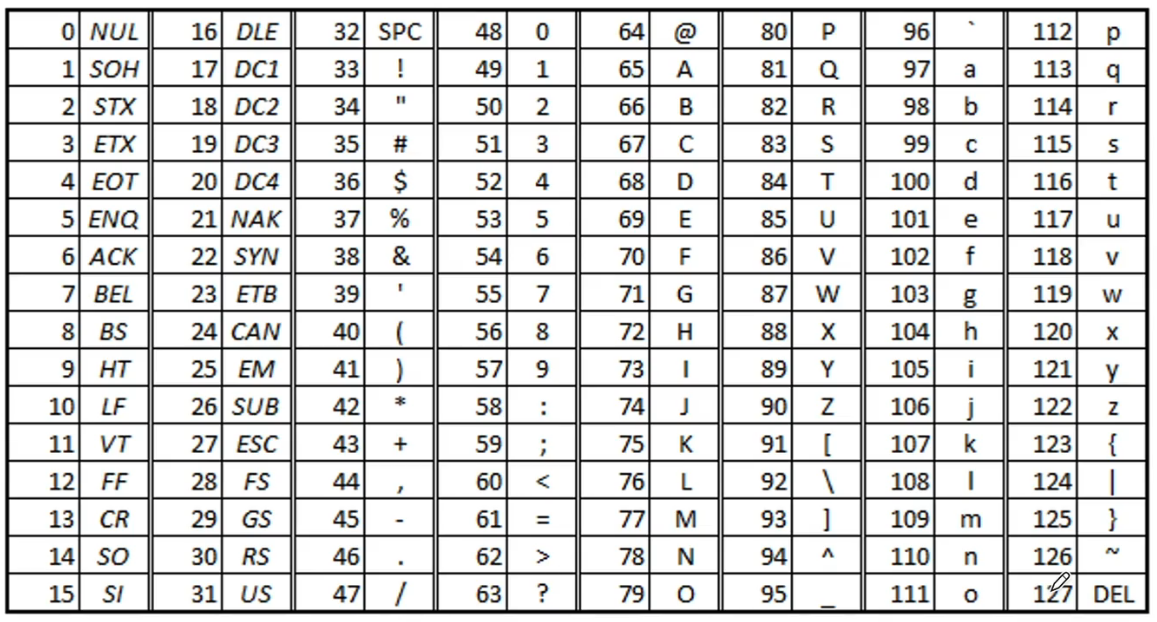 0 NUL 16 DLE 32 SPC 48 0 64 @ 80 P 96 ` 112 p
1 SOH 17 DC1 33 ! 49 1 65 A 81 Q 97 a 113 q
2 STX 18 DC2 34 " 50 2 66 B 82 R 98 b 114 r
3 ETX 19 DC3 35 # 51 3 67 C 83 S 99 c 115 s
4 EOT 20 DC4 36 $ 52 4 68 D 84 T 100 d 116 t
5 ENQ 21 NAK 37 % 53 5 69 E 85 U 101 e 117 u
6 ACK 22 SYN 38 & 54 6 70 F 86 V 102 f 118 v
7 BEL 23 ETB 39 ' 55 7 71 G 87 W 103 g 119 w
8 BS 24 CAN 40 ( 56 8 72 H 88 X 104 h 120 x
9 HT 25 EM 41 ) 57 9 73 I 89 Y 105 i 121 y
10 LF 26 SUB 42 * 58 : 74 J 90 Z 106 j 122 z
11 VT 27 ESC 43 + 59 ; 75 K 91 [ 107 k 123 {
12 FF 28 FS 44 , 60 < 76 L 92 \ 108 l 124 |
13 CR 29 GS 45 - 61 = 77 M 93 ] 109 m 125 }
14 SO 30 RS 46 . 62 > 78 N 94 ^ 110 n 126 ~
15 SI 31 US 47 / 63 ? 79 O 95 _ 111 o 127 DEL